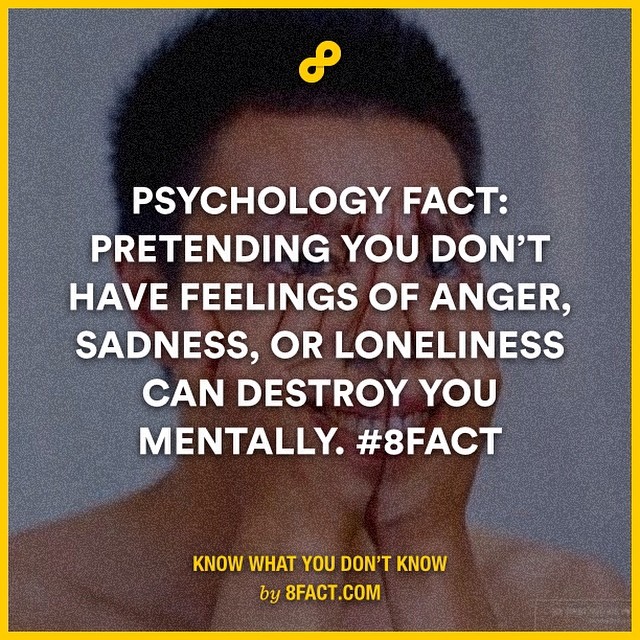 PSYCHOLOGY FACT:
PRETENDING YOU DON'T
HAVE FEELINGS OF ANGER,
SADNESS, OR LONELINESS
CAN DESTROY YOU
MENTALLY. #8FACT
KNOW WHAT YOU DON'T KNOW
by 8FACT.COM